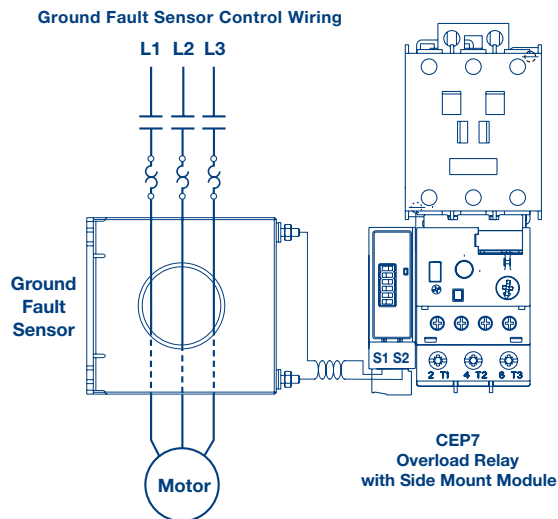 Ground Fault Sensor Control Wiring
L1 L2 L3
Ground
Fault
Sensor
S1 S2
2 T1 4 T2 6 T3
Motor
CEP7
Overload Relay
with Side Mount Module